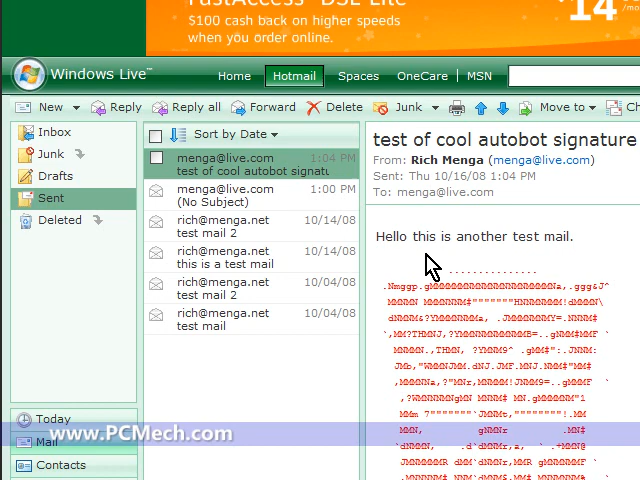 FastAccess® DSL Lite
$100 cash back on higher speeds
when you order online.
14
Windows Live™
Home Hotmail Spaces OneCare MSN
New Reply Reply all Forward Delete Junk Move to
Inbox
Junk
Drafts
Sent
Deleted
Today
Mail
Contacts
Sort by Date
menga@live.com 1:04 PM
test of cool autobot signatu
menga@live.com 1:00 PM
(No Subject)
rich@menga.net 10/14/08
test mail 2
rich@menga.net 10/14/08
this is a test mail
rich@menga.net 10/04/08
test mail 2
rich@menga.net 10/04/08
test mail
test of cool autobot signature
From: Rich Menga (menga@live.com)
Sent: Thu 10/16/08 1:04 PM
To: menga@live.com
Hello this is another test mail.
www.PCMech.com